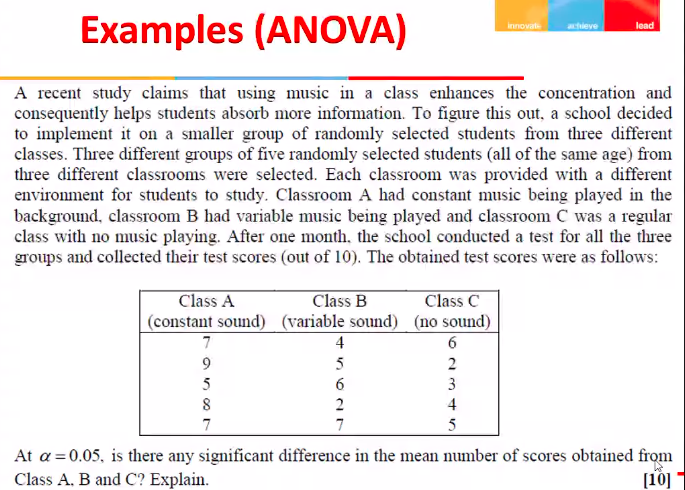 Examples (ANOVA)
innovate achieve lead
A recent study claims that using music in a class enhances the concentration and
consequently helps students absorb more information. To figure this out, a school decided
to implement it on a smaller group of randomly selected students from three different
classes. Three different groups of five randomly selected students (all of the same age) from
three different classrooms were selected. Each classroom was provided with a different
environment for students to study. Classroom A had constant music being played in the
background, classroom B had variable music being played and classroom C was a regular
class with no music playing. After one month, the school conducted a test for all the three
groups and collected their test scores (out of 10). The obtained test scores were as follows:
Class A Class B Class C
(constant sound) (variable sound) (no sound)
7 4 6
9 5 2
5 6 3
8 2 4
7 7 5
At α = 0.05, is there any significant difference in the mean number of scores obtained from
Class A, B and C? Explain. [10]